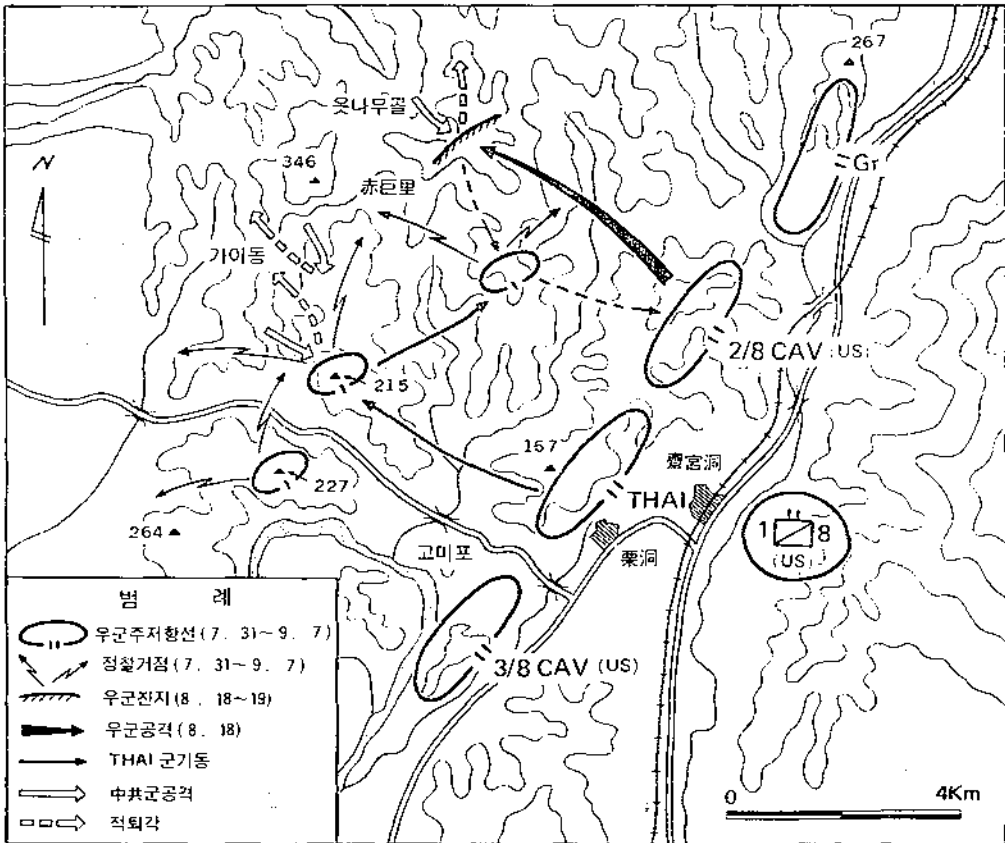 267
옷나무골
N
346
Gr
赤巨里
가이동
2/8 CAV (US)
215
167
齋宮洞
THAI
227
264
고미포
栗洞
1 8
(US)
3/8 CAV (US)
범 례
우군주저항선 (7. 31~9. 7)
정찰거점 (7. 31~9. 7)
우군진지 (8. 18~19)
우군공격 (8. 18)
THAI 군기동
中共군공격
적퇴각
0 4Km